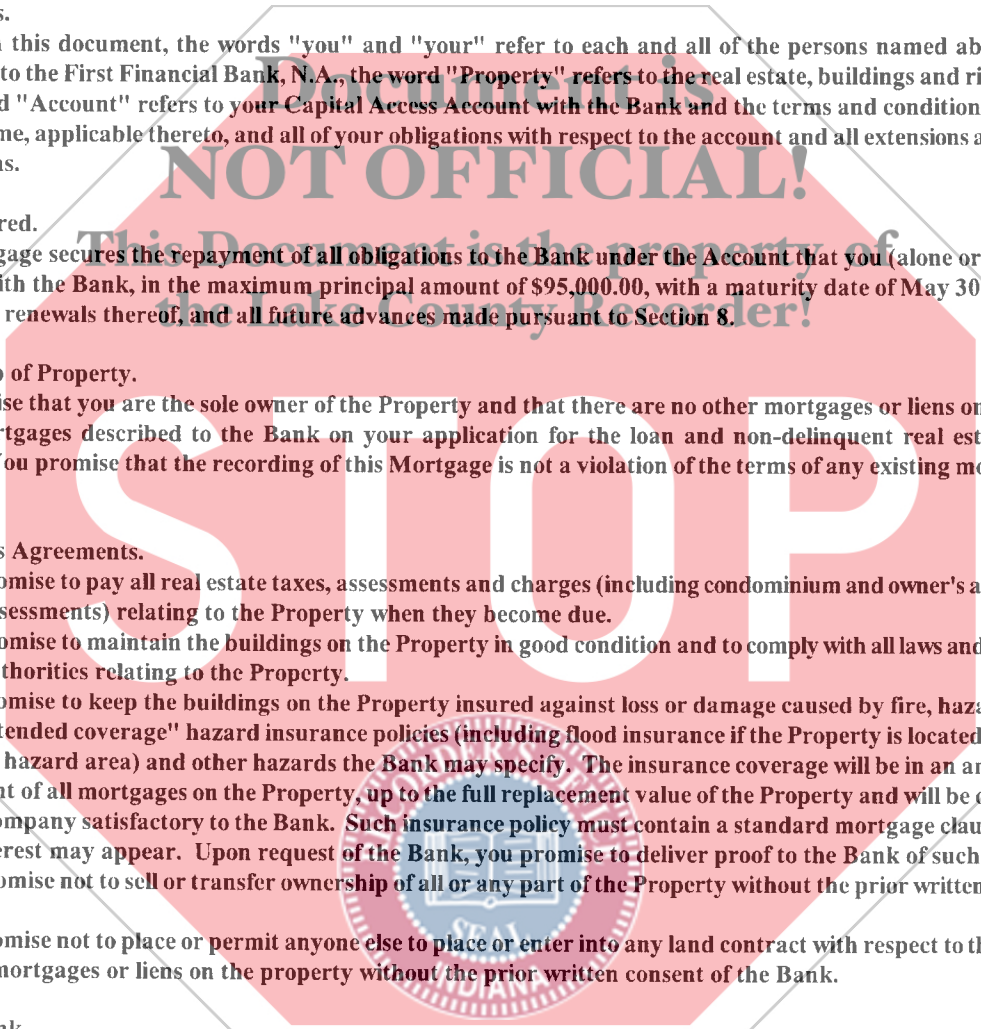 s.
this document, the words "you" and "your" refer to each and all of the persons named ab
Document is
to the First Financial Bank, N.A., the word "Property" refers to the real estate, buildings and ri
d "Account" refers to your Capital Access Account with the Bank and the terms and condition
me, applicable thereto, and all of your obligations with respect to the account and all extensions a
ns.
NOT OFFICIAL!
red.
This Document is the property of
gage secures the repayment of all obligations to the Bank under the Account that you (alone or
ith the Bank, in the maximum principal amount of $95,000.00, with a maturity date of May 30
the Lake County Recorder!
renewals thereof, and all future advances made pursuant to Section 8.
o of Property.
ise that you are the sole owner of the Property and that there are no other mortgages or liens on
rtgages described to the Bank on your application for the loan and non-delinquent real est
You promise that the recording of this Mortgage is not a violation of the terms of any existing mo
STOP
s Agreements.
omise to pay all real estate taxes, assessments and charges (including condominium and owner's a
sessments) relating to the Property when they become due.
omise to maintain the buildings on the Property in good condition and to comply with all laws and
thorities relating to the Property.
omise to keep the buildings on the Property insured against loss or damage caused by fire, haza
tended coverage" hazard insurance policies (including flood insurance if the Property is located
hazard area) and other hazards the Bank may specify. The insurance coverage will be in an a
nt of all mortgages on the Property, up to the full replacement value of the Property and will be
ompany satisfactory to the Bank. Such insurance policy must contain a standard mortgage clau
erest may appear. Upon request of the Bank, you promise to deliver proof to the Bank of such
omise not to sell or transfer ownership of all or any part of the Property without the prior written
omise not to place or permit anyone else to place or enter into any land contract with respect to th
mortgages or liens on the property without the prior written consent of the Bank.
SEAL
INDIANA
nk